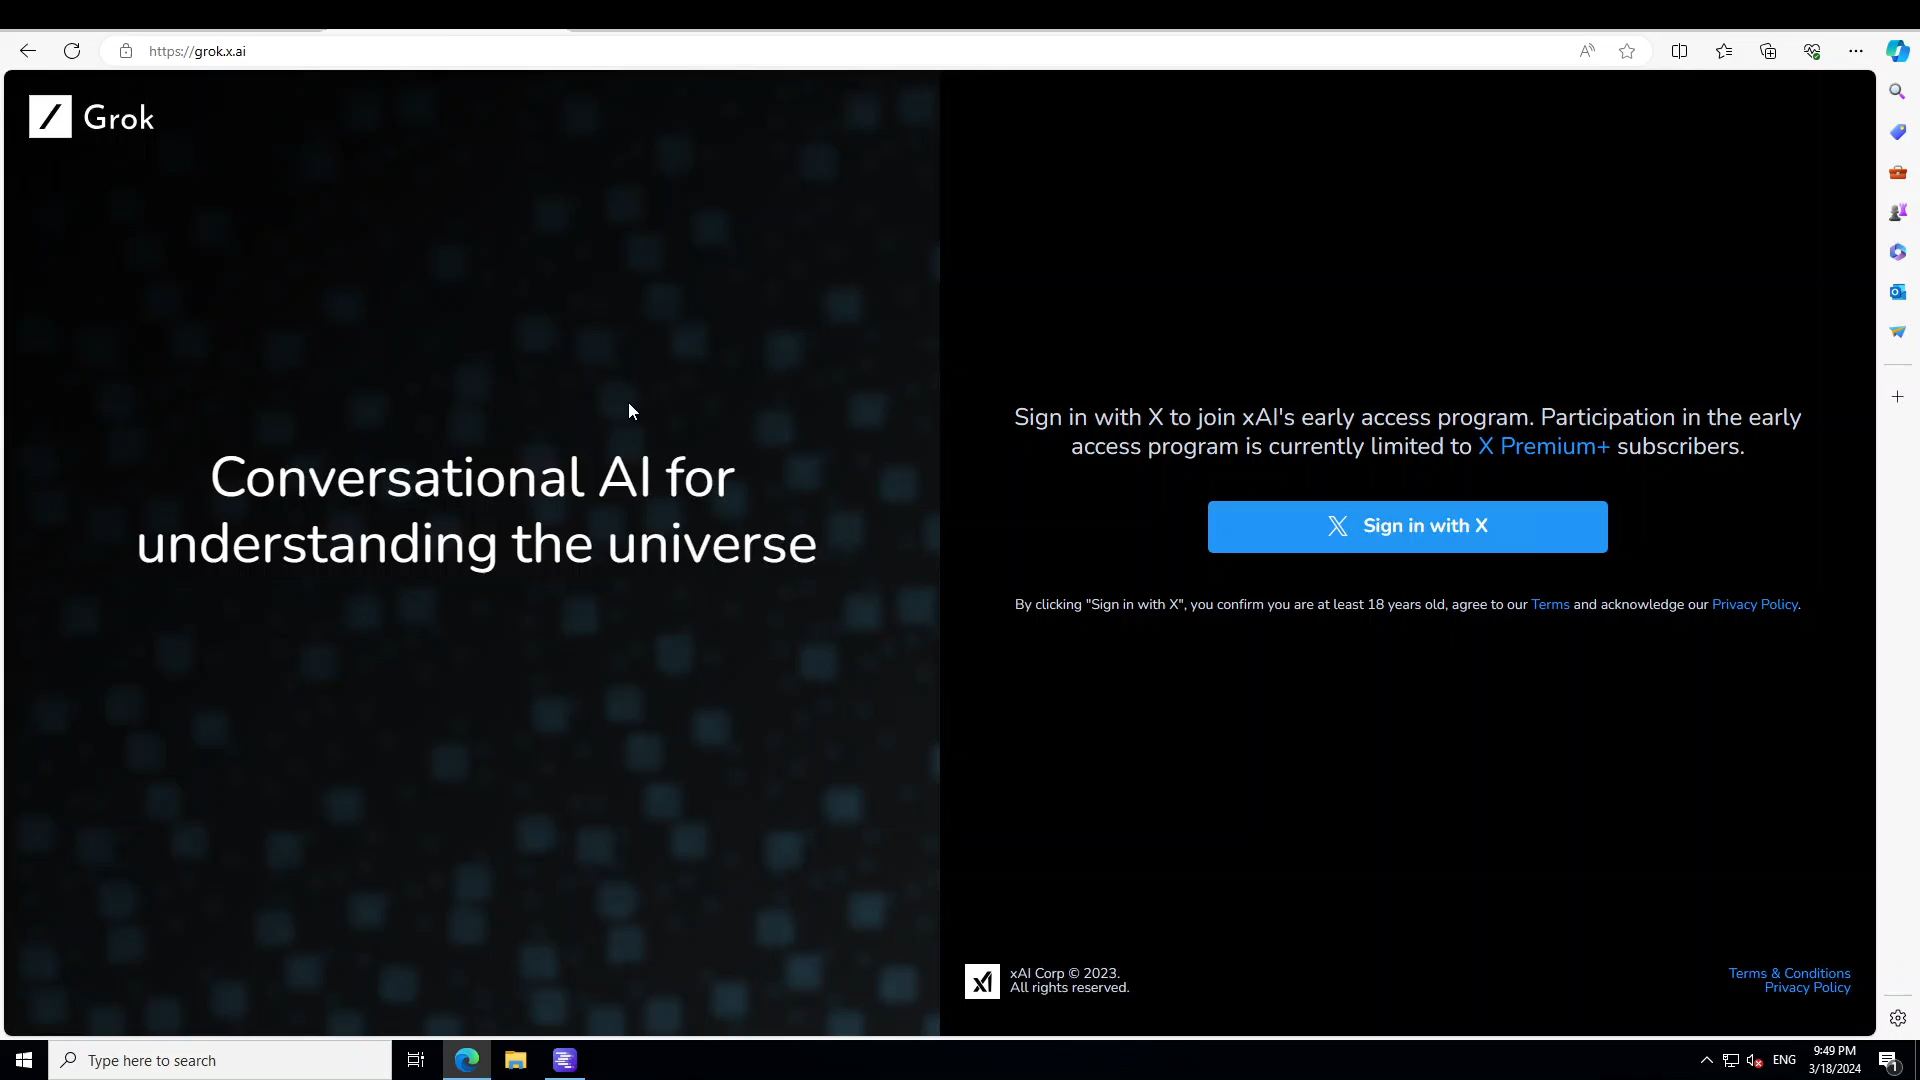 https://grok.x.ai
Grok
Conversational AI for
understanding the universe
Sign in with X to join xAI's early access program. Participation in the early
access program is currently limited to X Premium+ subscribers.
X Sign in with X
By clicking "Sign in with X", you confirm you are at least 18 years old, agree to our Terms and acknowledge our Privacy Policy.
xAI Corp © 2023.
All rights reserved.
Terms & Conditions
Privacy Policy
Type here to search
ENG
9:49 PM
3/18/2024
1